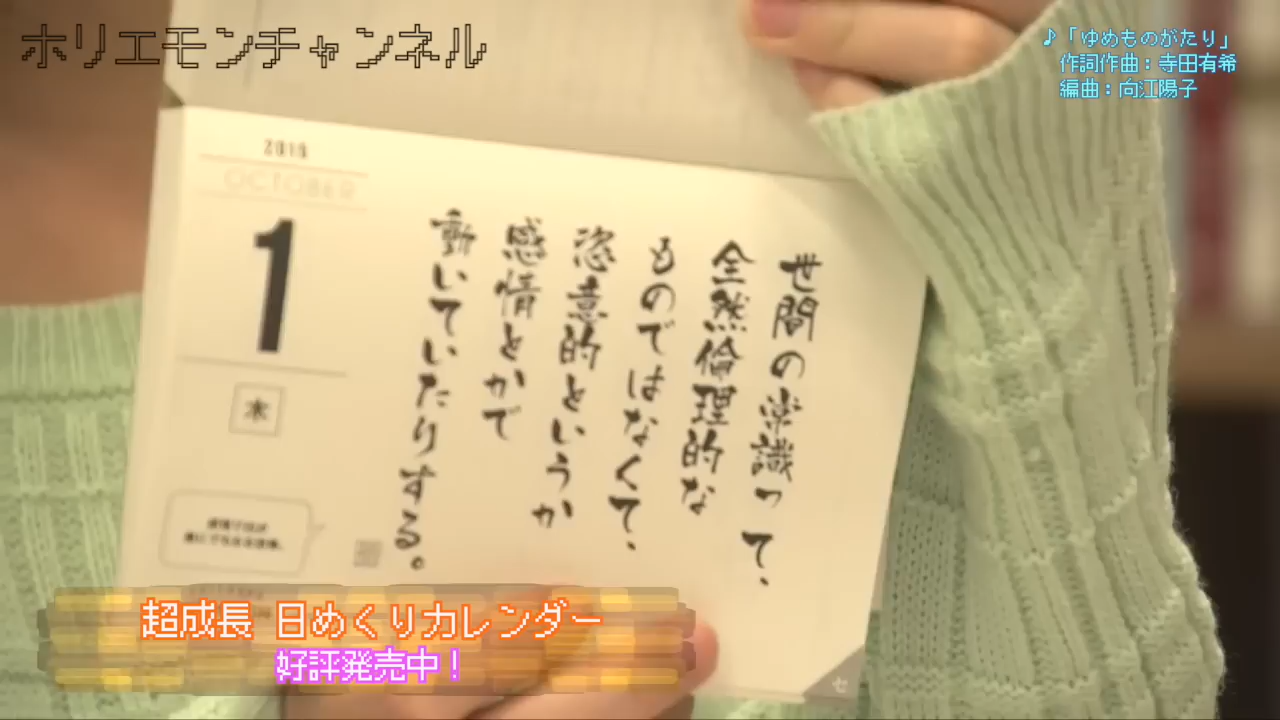 ホリエモンチャンネル
♪「ゆめものがたり」
作詞作曲：寺田有希
編曲：向江陽子
OCTOBER
1
木
世間の常識って、
全然倫理的な
ものではなくて、
恣意的というか
感情とかで
動いていたりする。
セ
超成長 日めくりカレンダー
好評発売中！